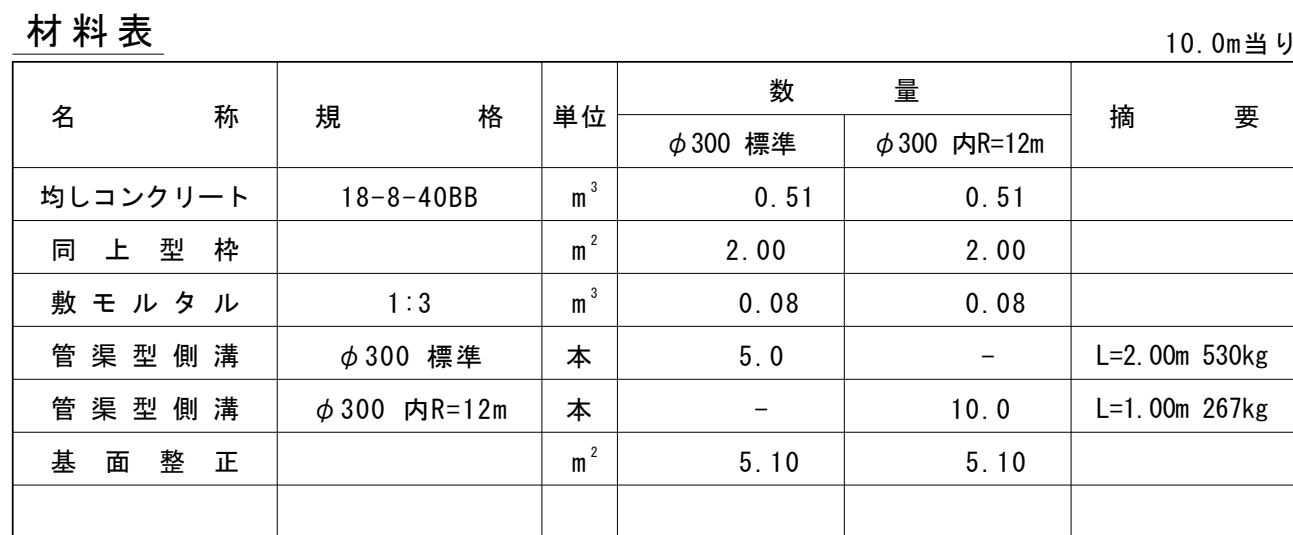 材料表
10.0m当り
名称 規格 単位 数量 摘要
φ300 標準 φ300 内R=12m
均しコンクリート 18-8-40BB m³ 0.51 0.51
同上型枠 m² 2.00 2.00
敷モルタル 1:3 m³ 0.08 0.08
管渠型側溝 φ300 標準 本 5.0 - L=2.00m 530kg
管渠型側溝 φ300 内R=12m 本 - 10.0 L=1.00m 267kg
基面整正 m² 5.10 5.10